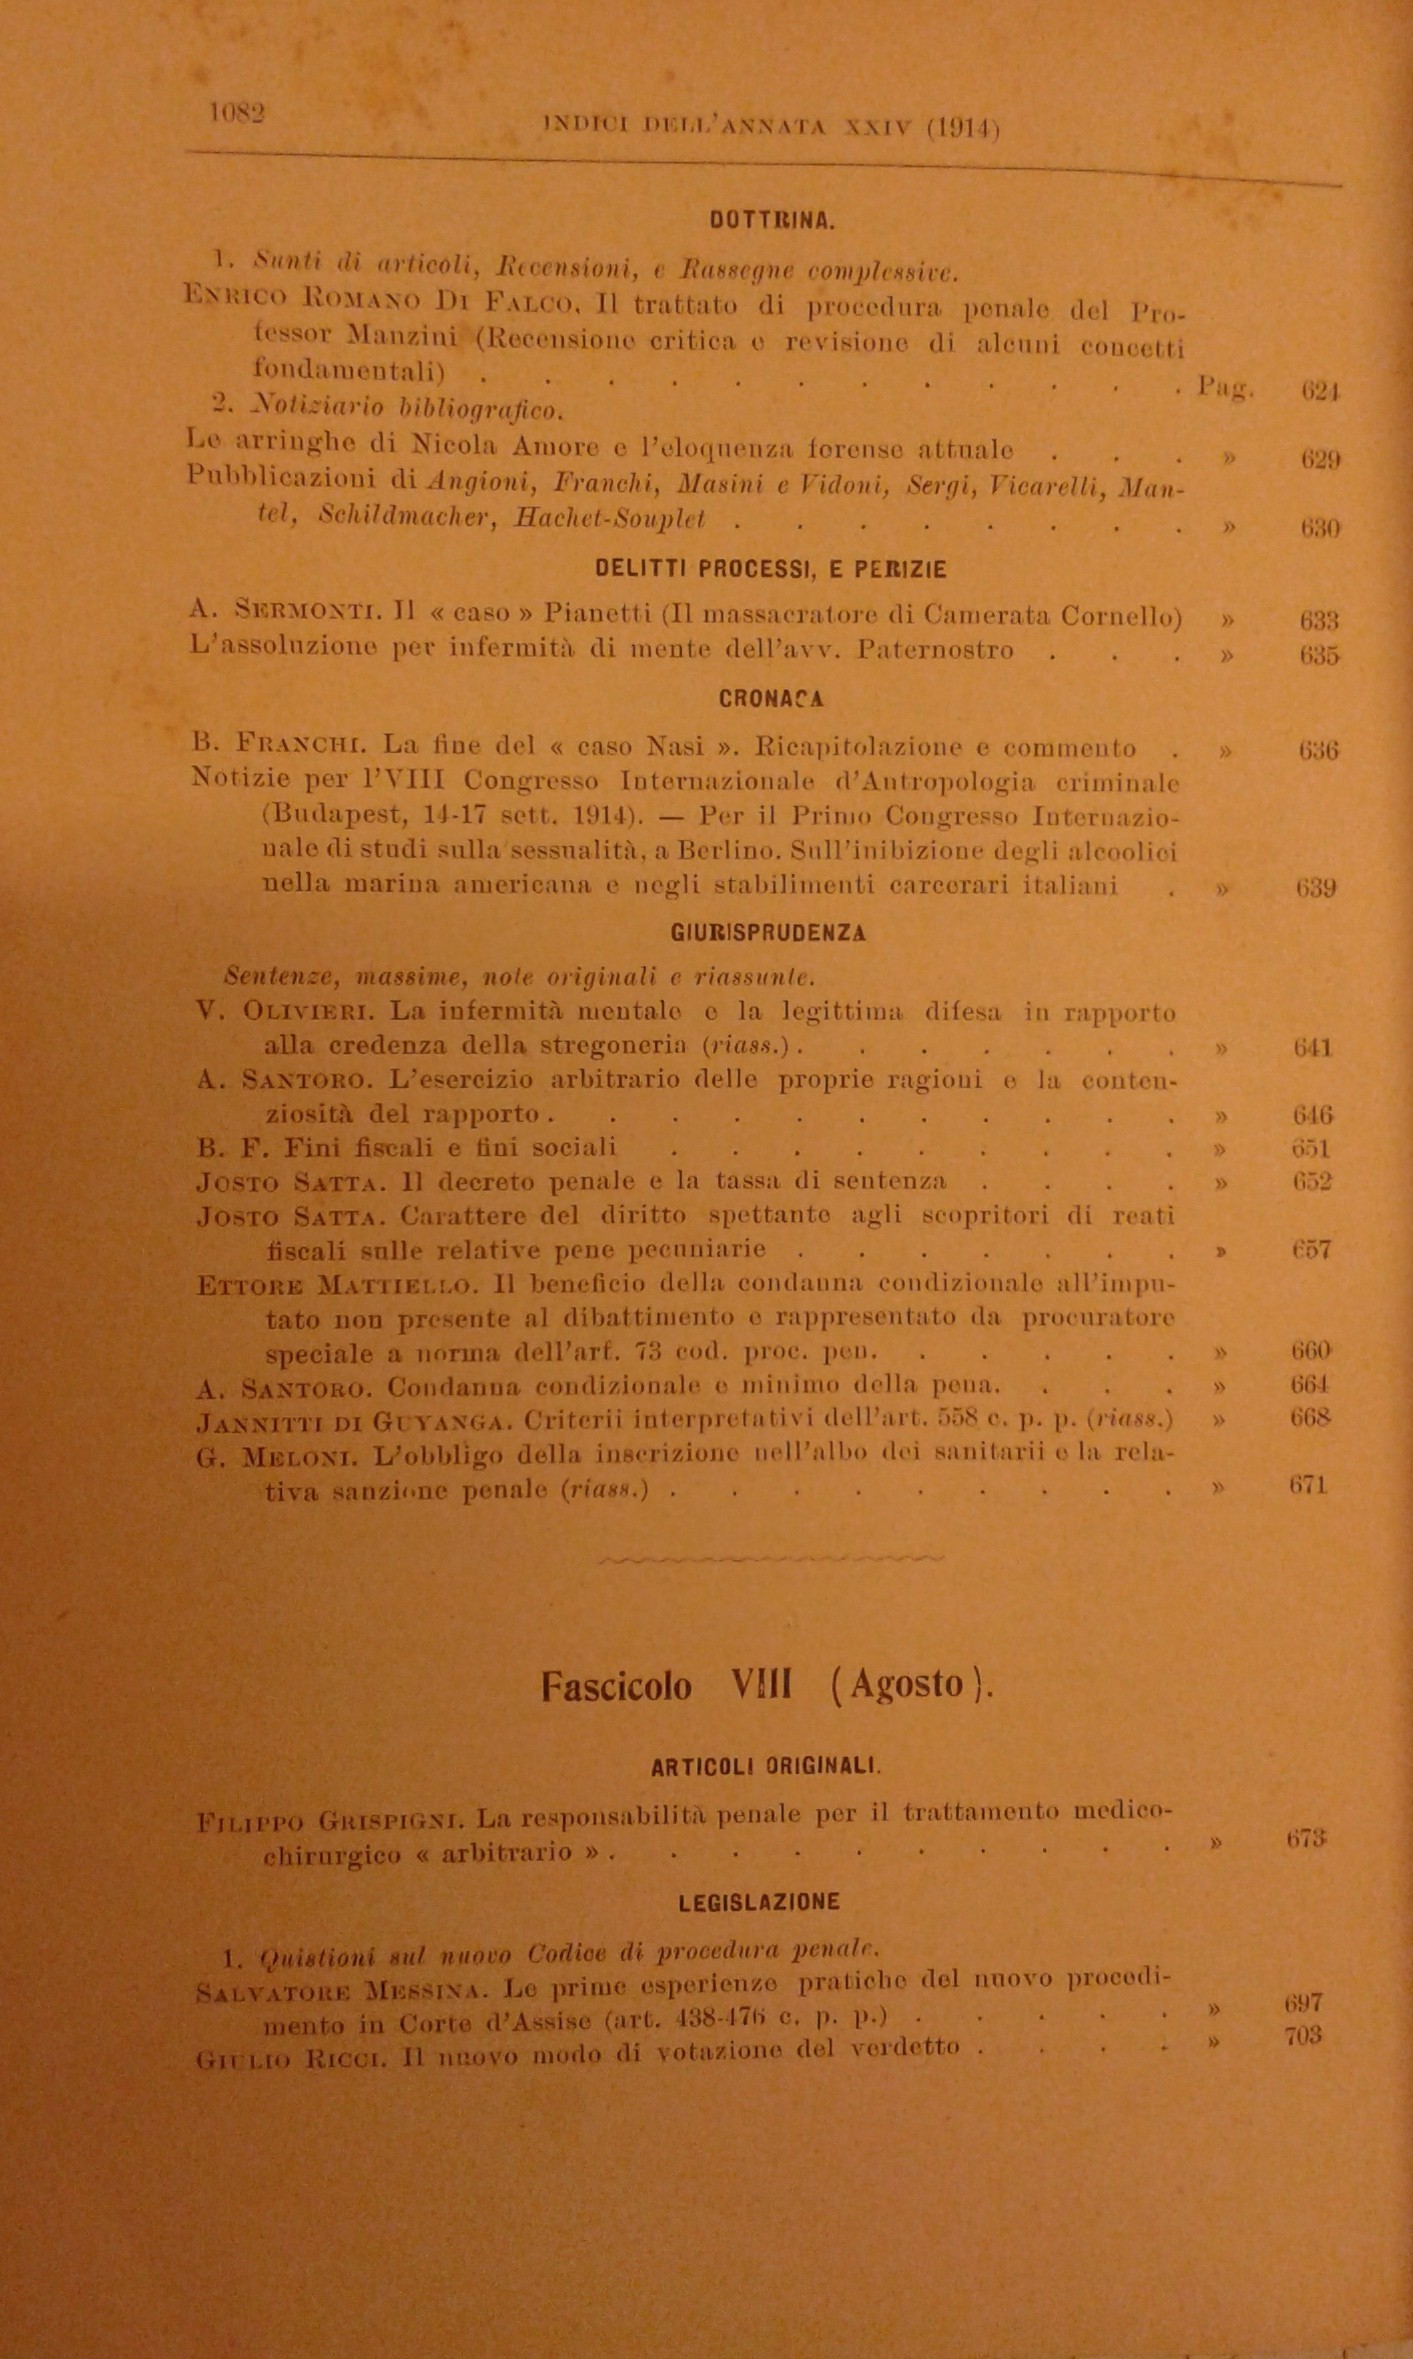 1082
INDICI DELL'ANNATA XXIV (1914)
DOTTRINA.
1. Sunti di articoli, Recensioni, e Rassegne complessive.
ENRICO ROMANO DI FALCO. Il trattato di procedura penale del Pro-
fessor Manzini (Recensione critica e revisione di alcuni concetti
fondamentali) . . . . . . . . . . . . Pag. 624
2. Notiziario bibliografico.
Le arringhe di Nicola Amore e l'eloquenza forense attuale . . . » 629
Pubblicazioni di Angioni, Franchi, Masini e Vidoni, Sergi, Vicarelli, Man-
tel, Schildmacher, Hachet-Souplet . . . . . . . . » 630
DELITTI PROCESSI, E PERIZIE
A. SERMONTI. Il « caso » Pianetti (Il massacratore di Camerata Cornello) » 633
L'assoluzione per infermità di mente dell'avv. Paternostro . . . » 635
CRONACA
B. FRANCHI. La fine del « caso Nasi ». Ricapitolazione e commento . » 636
Notizie per l'VIII Congresso Internazionale d'Antropologia criminale
(Budapest, 14-17 sett. 1914). — Per il Primo Congresso Internazio-
nale di studi sulla sessualità, a Berlino. Sull'inibizione degli alcoolici
nella marina americana e negli stabilimenti carcerari italiani . » 639
GIURISPRUDENZA
Sentenze, massime, note originali e riassunte.
V. OLIVIERI. La infermità mentale e la legittima difesa in rapporto
alla credenza della stregoneria (riass.) . . . . . . . » 641
A. SANTORO. L'esercizio arbitrario delle proprie ragioni e la conten-
ziosità del rapporto . . . . . . . . . . . » 646
B. F. Fini fiscali e fini sociali . . . . . . . . . » 651
JOSTO SATTA. Il decreto penale e la tassa di sentenza . . . . » 652
JOSTO SATTA. Carattere del diritto spettante agli scopritori di reati
fiscali sulle relative pene pecuniarie . . . . . . . » 657
ETTORE MATTIELLO. Il beneficio della condanna condizionale all'impu-
tato non presente al dibattimento e rappresentato da procuratore
speciale a norma dell'art. 73 cod. proc. pen. . . . . . » 660
A. SANTORO. Condanna condizionale e minimo della pena. . . . » 664
JANNITTI DI GUYANGA. Criteri interpretativi dell'art. 558 c. p. p. (riass.) » 668
G. MELONI. L'obbligo della inscrizione nell'albo dei sanitarii e la rela-
tiva sanzione penale (riass.) . . . . . . . . . » 671
Fascicolo VIII (Agosto).
ARTICOLI ORIGINALI.
FILIPPO GRISPIGNI. La responsabilità penale per il trattamento medico-
chirurgico « arbitrario » . . . . . . . . . . » 673
LEGISLAZIONE
1. Quistioni sul nuovo Codice di procedura penale.
SALVATORE MESSINA. Le prime esperienze pratiche del nuovo procedi-
mento in Corte d'Assise (art. 438-476 c. p. p.) . . . . . » 697
GIULIO RICCI. Il nuovo modo di votazione del verdetto . . . . » 703